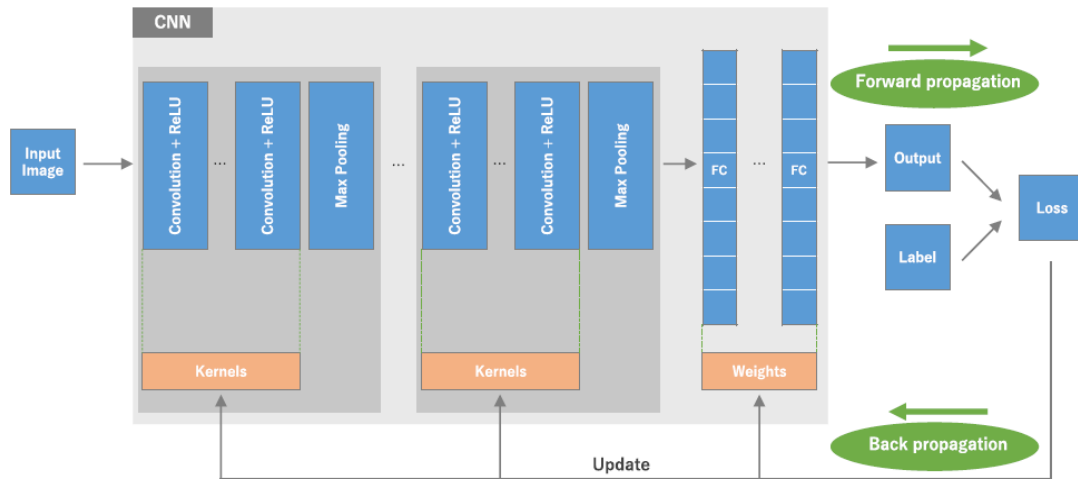 CNN
Forward propagation
Input
Image
Convolution + ReLU
...
Convolution + ReLU
Max Pooling
...
Convolution + ReLU
...
Convolution + ReLU
Max Pooling
FC
...
FC
Output
Label
Loss
Kernels
Kernels
Weights
Back propagation
Update